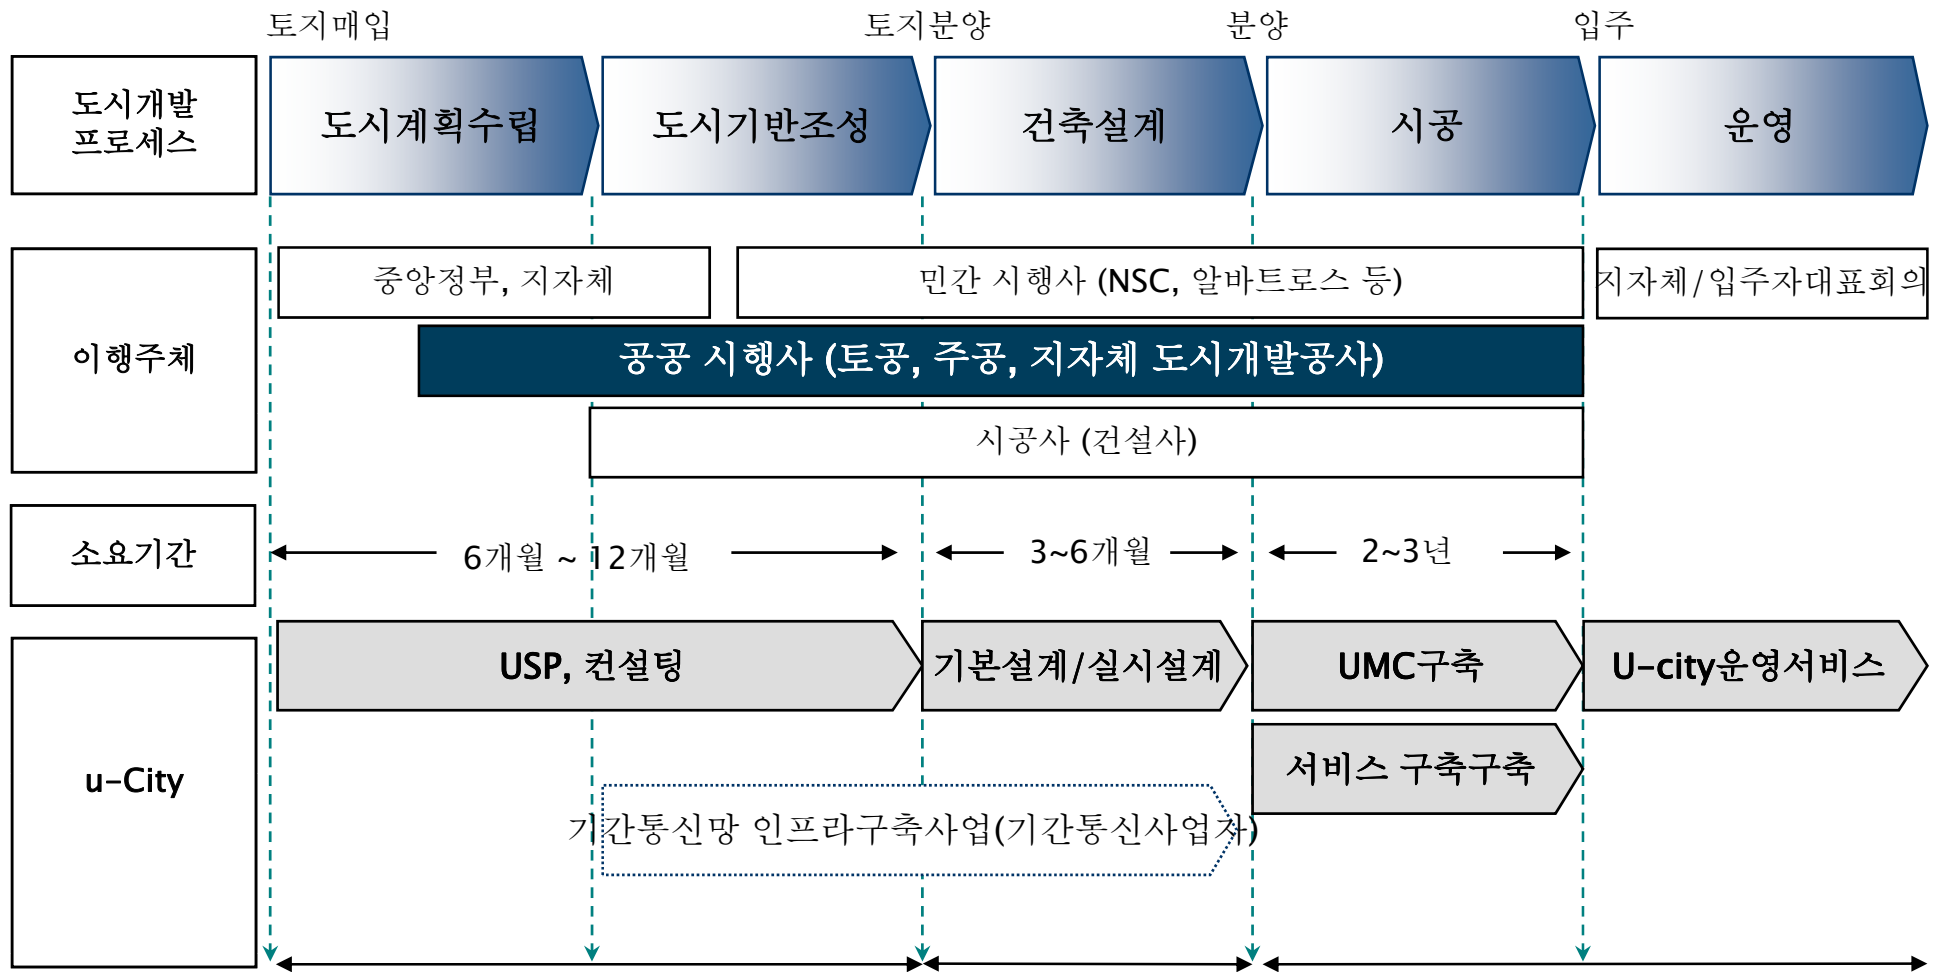 토지매입
토지분양
분양
입주
도시개발
프로세스
도시계획수립
도시기반조성
건축설계
시공
운영
이행주체
중앙정부, 지자체
민간 시행사 (NSC, 알바트로스 등)
지자체/입주자대표회의
공공 시행사 (토공, 주공, 지자체 도시개발공사)
시공사 (건설사)
소요기간
6개월 ~ 12개월
3~6개월
2~3년
u-City
USP, 컨설팅
기본설계/실시설계
UMC구축
U-city운영서비스
서비스 구축구축
기간통신망 인프라구축사업(기간통신사업자)